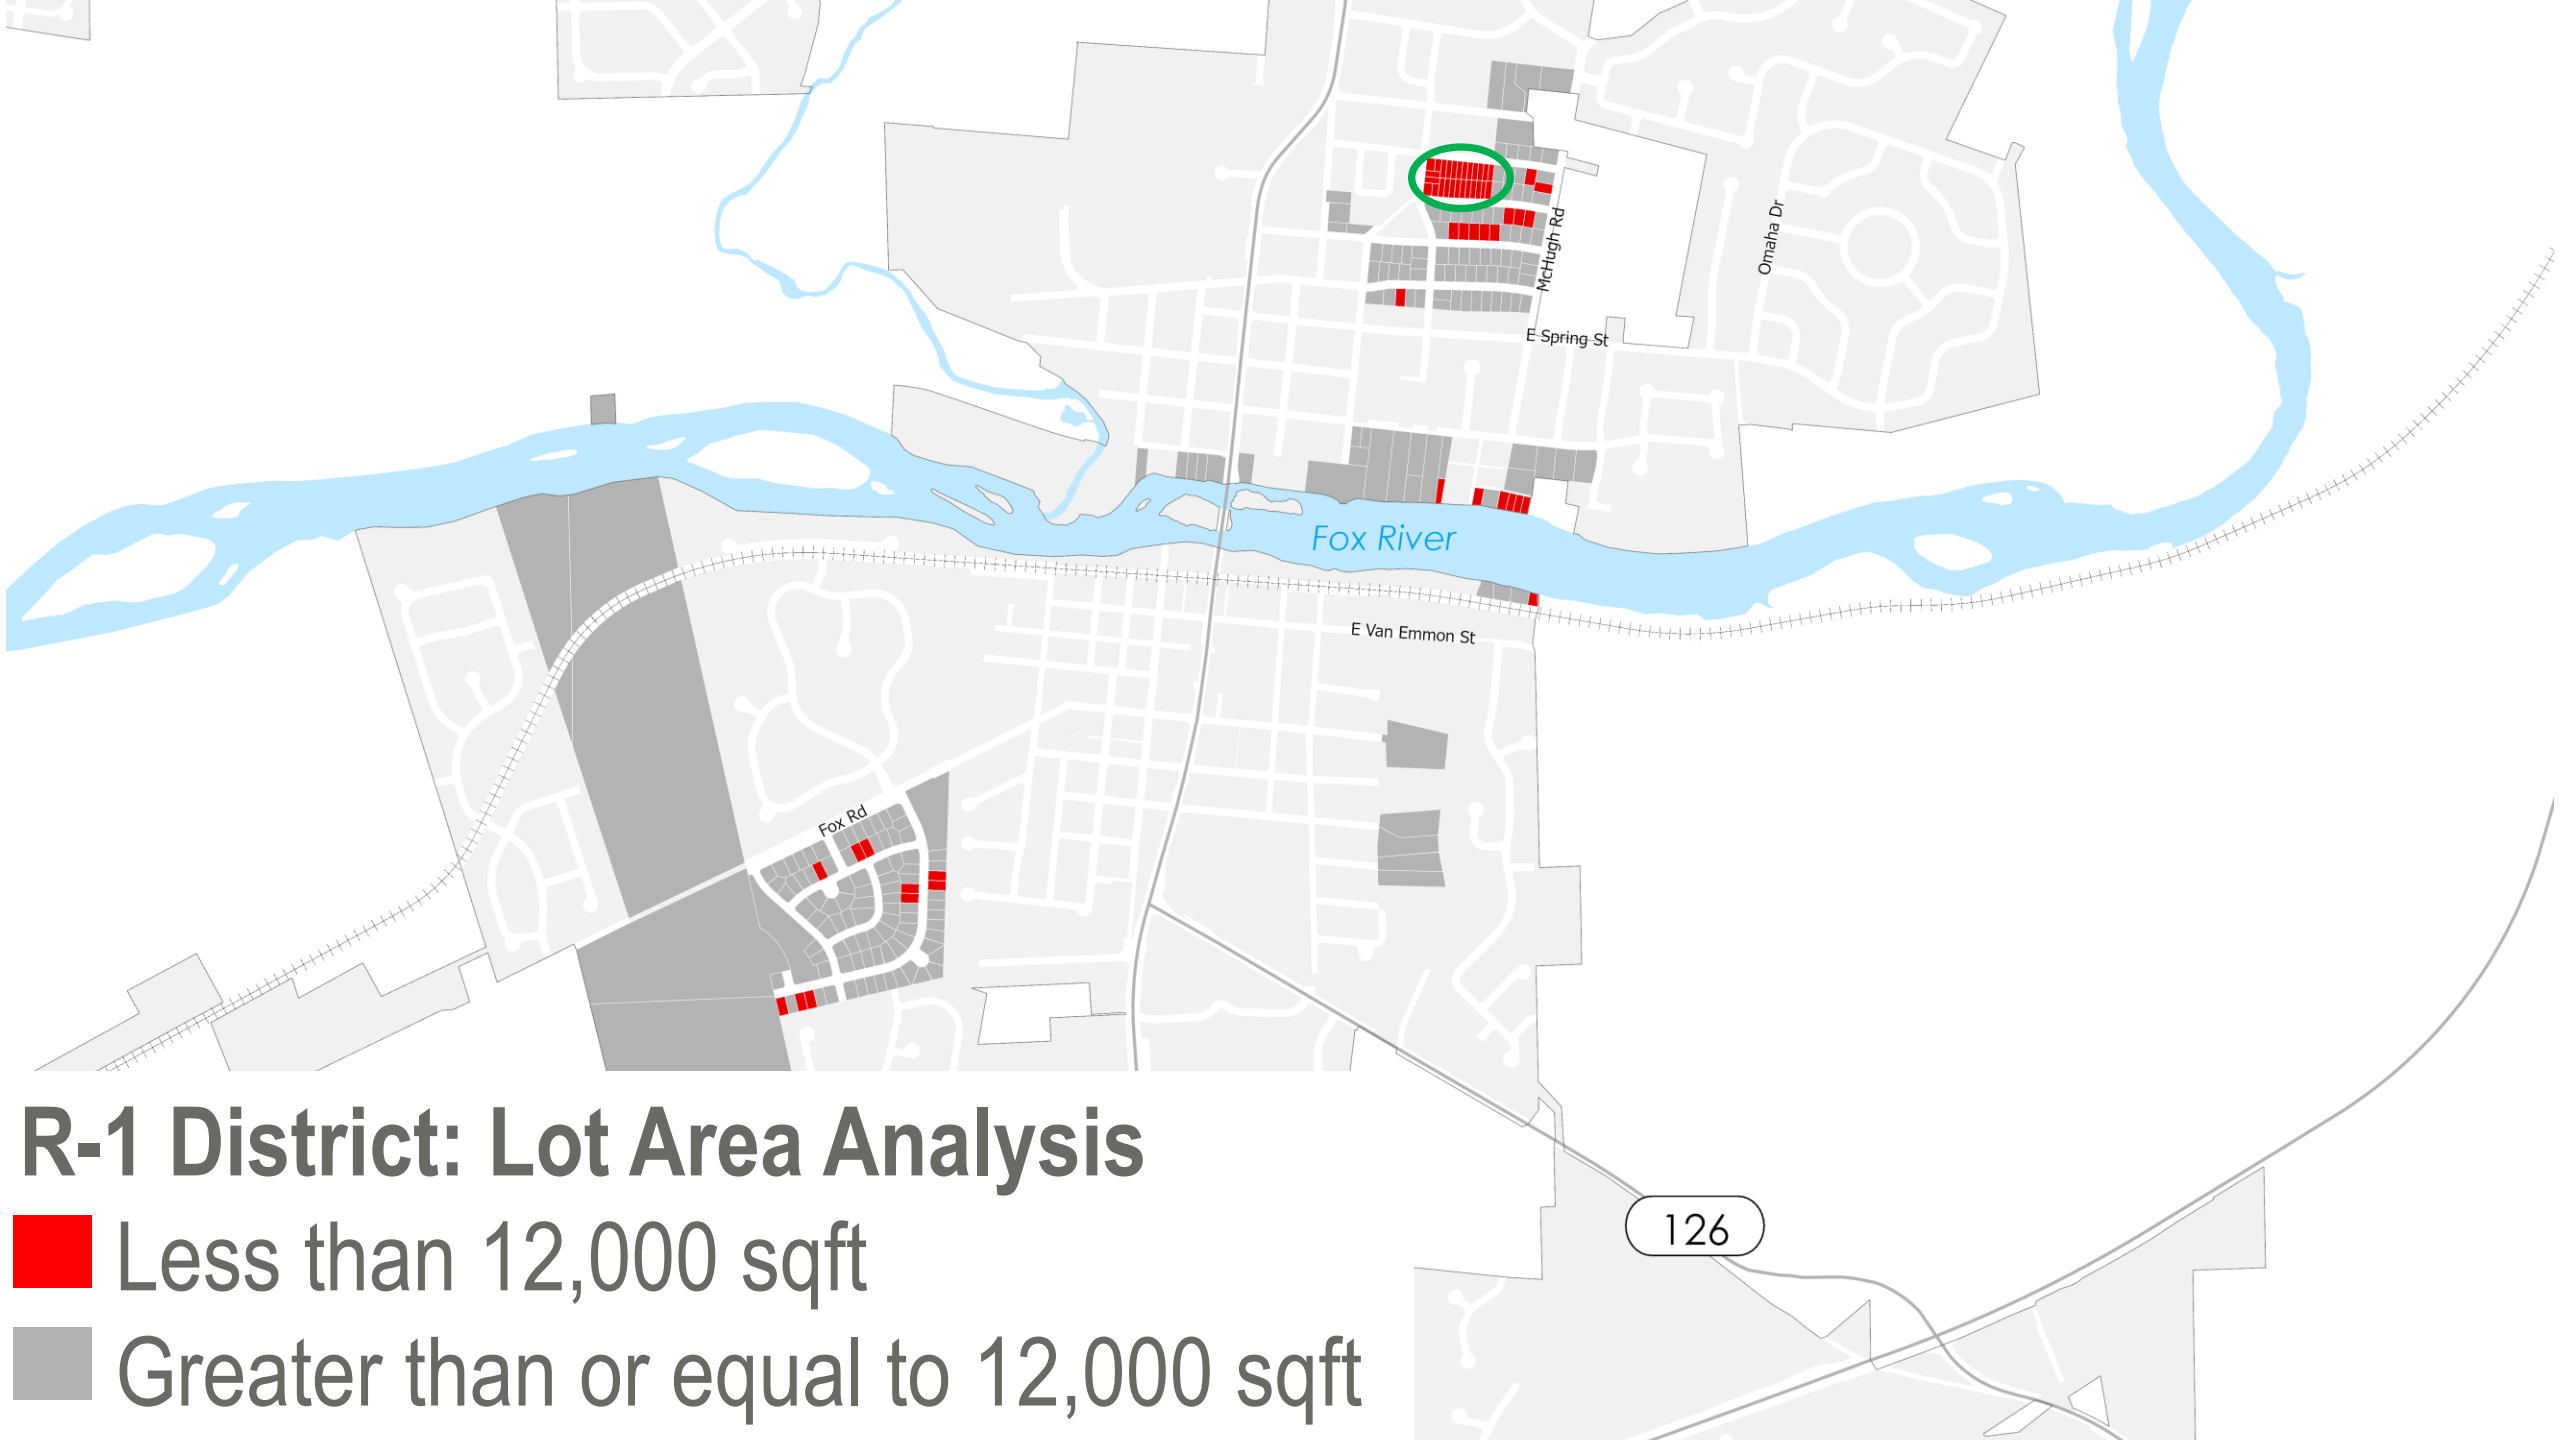 McHugh Rd
Omaha Dr
E Spring St
Fox River
E Van Emmon St
Fox Rd
R-1 District: Lot Area Analysis
Less than 12,000 sqft
126
Greater than or equal to 12,000 sqft